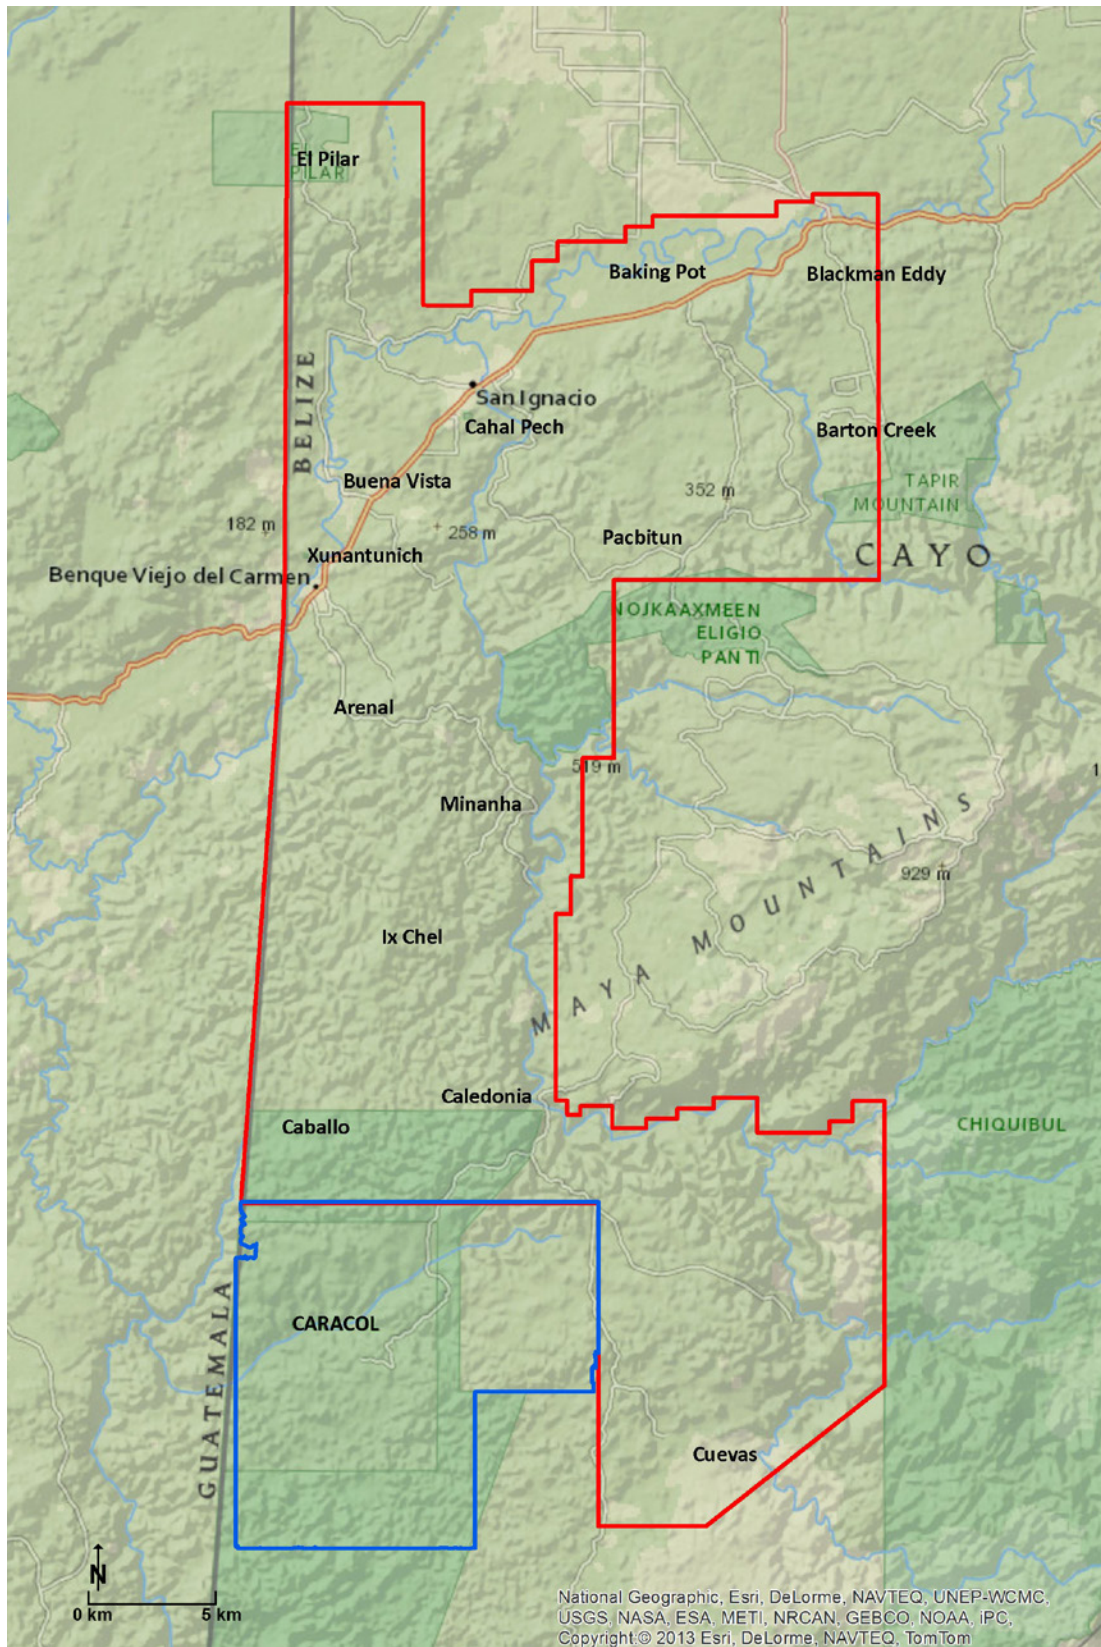 El Pilar
EL
PILAR
Baking Pot
Blackman Eddy
BELIZE
San Ignacio
Cahal Pech
Barton Creek
Buena Vista
352 m
TAPIR
MOUNTAIN
182 m
258 m
Xunantunich
Pacbitun
CAYO
Benque Viejo del Carmen
NOJKAAXMEEN
ELIGIO
PANTI
Arenal
519 m
1
Minanha
MAYA MOUNTAINS
929 m
Ix Chel
Caledonia
Caballo
CHIQUIBUL
CARACOL
GUATEMALA
Cuevas
N
0 km 5 km
National Geographic, Esri, DeLorme, NAVTEQ, UNEP-WCMC,
USGS, NASA, ESA, METI, NRCAN, GEBCO, NOAA, iPC,
Copyright:© 2013 Esri, DeLorme, NAVTEQ, TomTom